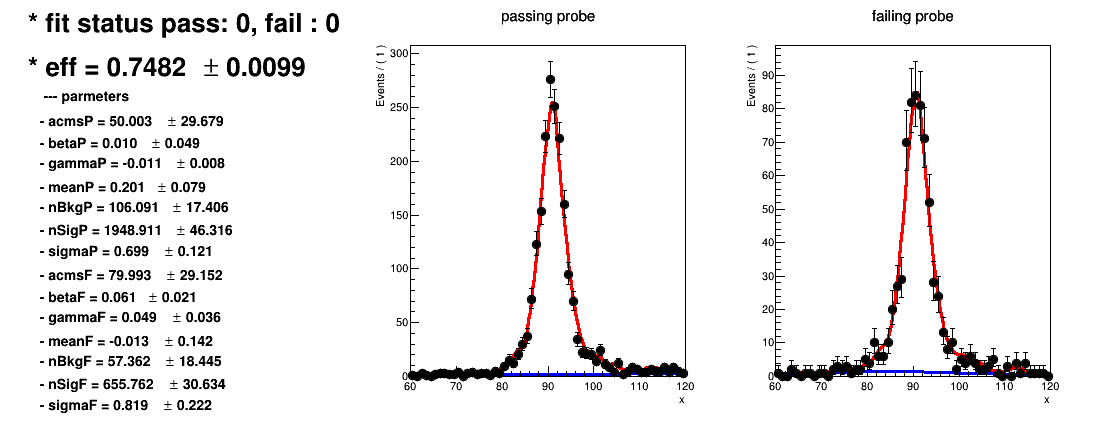 * fit status pass: 0, fail : 0
* eff = 0.7482 ± 0.0099
--- parmeters
- acmsP = 50.003 ± 29.679
- betaP = 0.010 ± 0.049
- gammaP = -0.011 ± 0.008
- meanP = 0.201 ± 0.079
- nBkgP = 106.091 ± 17.406
- nSigP = 1948.911 ± 46.316
- sigmaP = 0.699 ± 0.121
- acmsF = 79.993 ± 29.152
- betaF = 0.061 ± 0.021
- gammaF = 0.049 ± 0.036
- meanF = -0.013 ± 0.142
- nBkgF = 57.362 ± 18.445
- nSigF = 655.762 ± 30.634
- sigmaF = 0.819 ± 0.222
passing probe
Events / ( 1 )
300
250
200
150
100
50
0
60 70 80 90 100 110 120
x
failing probe
Events / ( 1 )
90
80
70
60
50
40
30
20
10
0
60 70 80 90 100 110 120
x